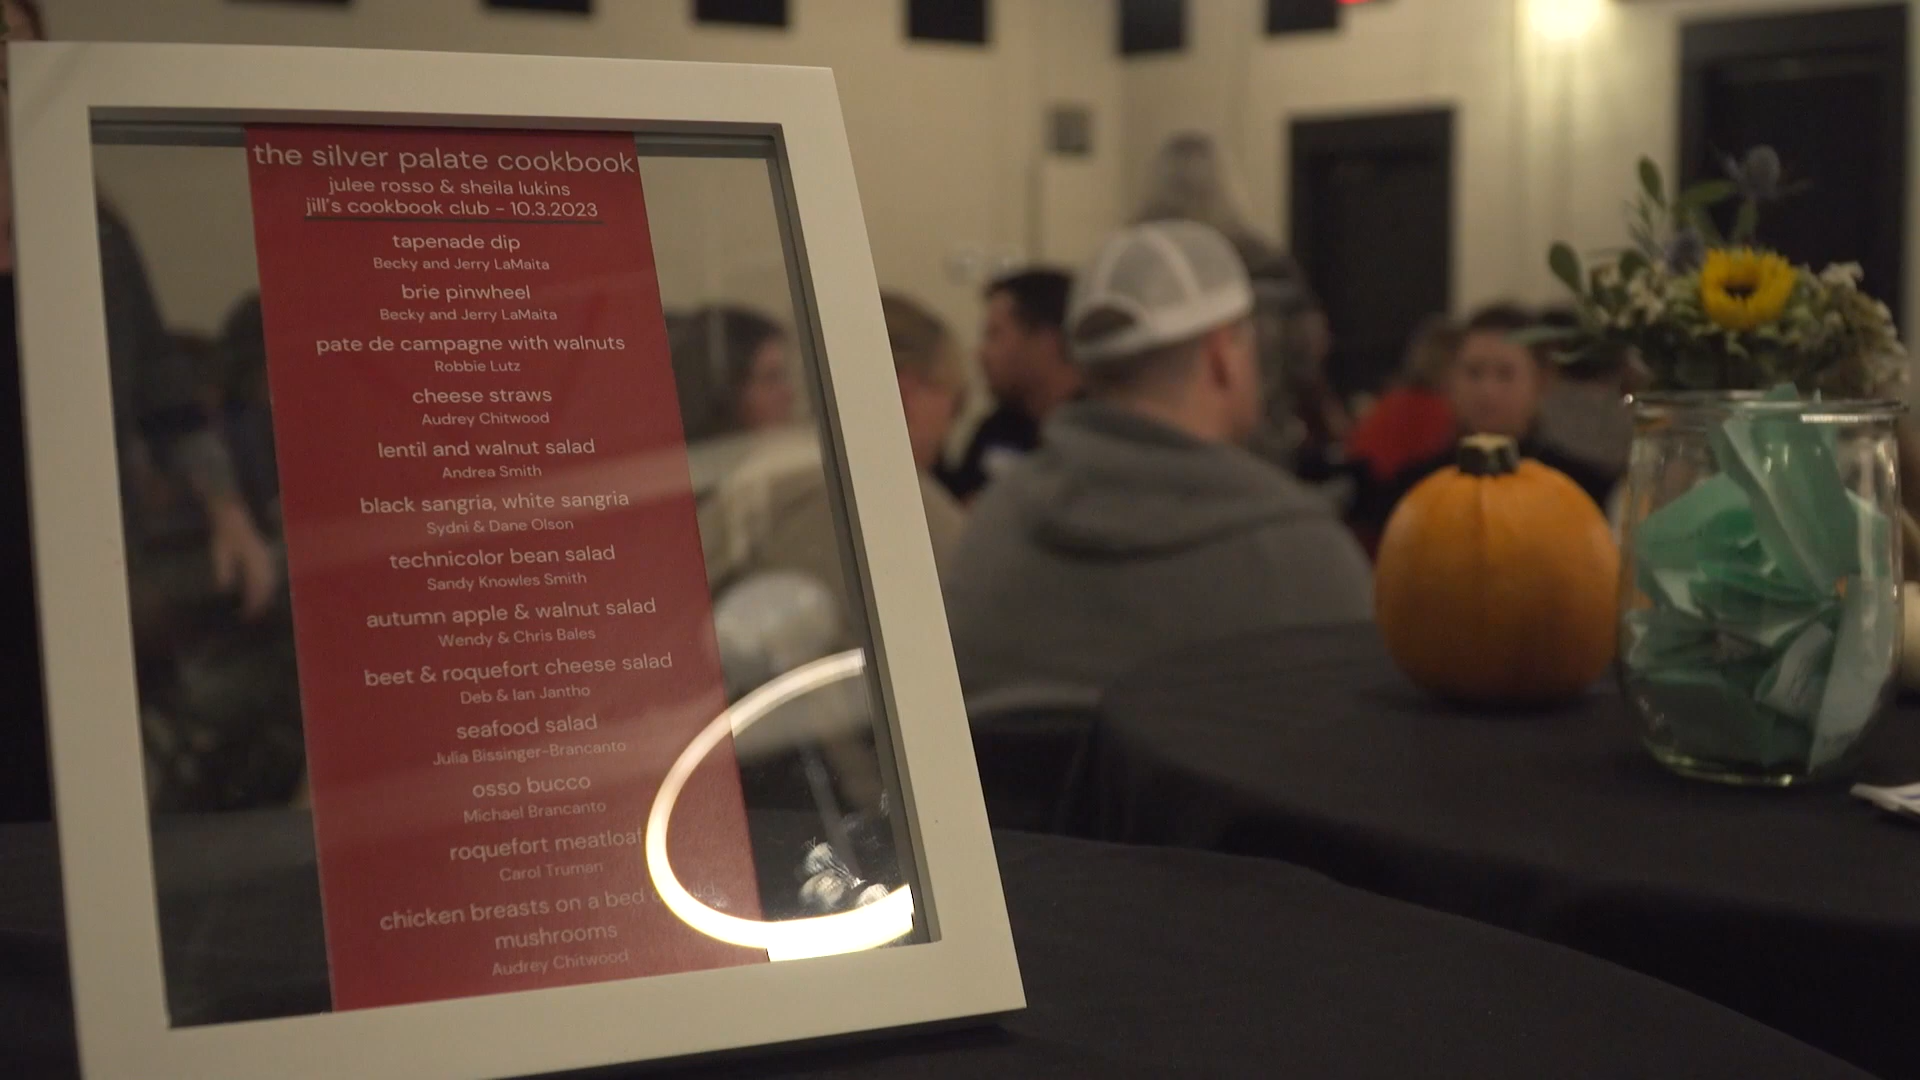 the silver palate cookbook
julee rosso & sheila lukins
jill's cookbook club - 10.3.2023
tapenade dip
Becky and Jerry LaMaita
brie pinwheel
Becky and Jerry LaMaita
pate de campagne with walnuts
Robbie Lutz
cheese straws
Audrey Chitwood
lentil and walnut salad
Andrea Smith
black sangria, white sangria
Sydni & Dane Olson
technicolor bean salad
Sandy Knowles Smith
autumn apple & walnut salad
Wendy & Chris Bales
beet & roquefort cheese salad
Deb & Ian Jantho
seafood salad
Julia Bissinger-Brancanto
osso bucco
Michael Brancanto
roquefort meatloaf
Carol Truman
chicken breasts on a bed
mushrooms
Audrey Chitwood